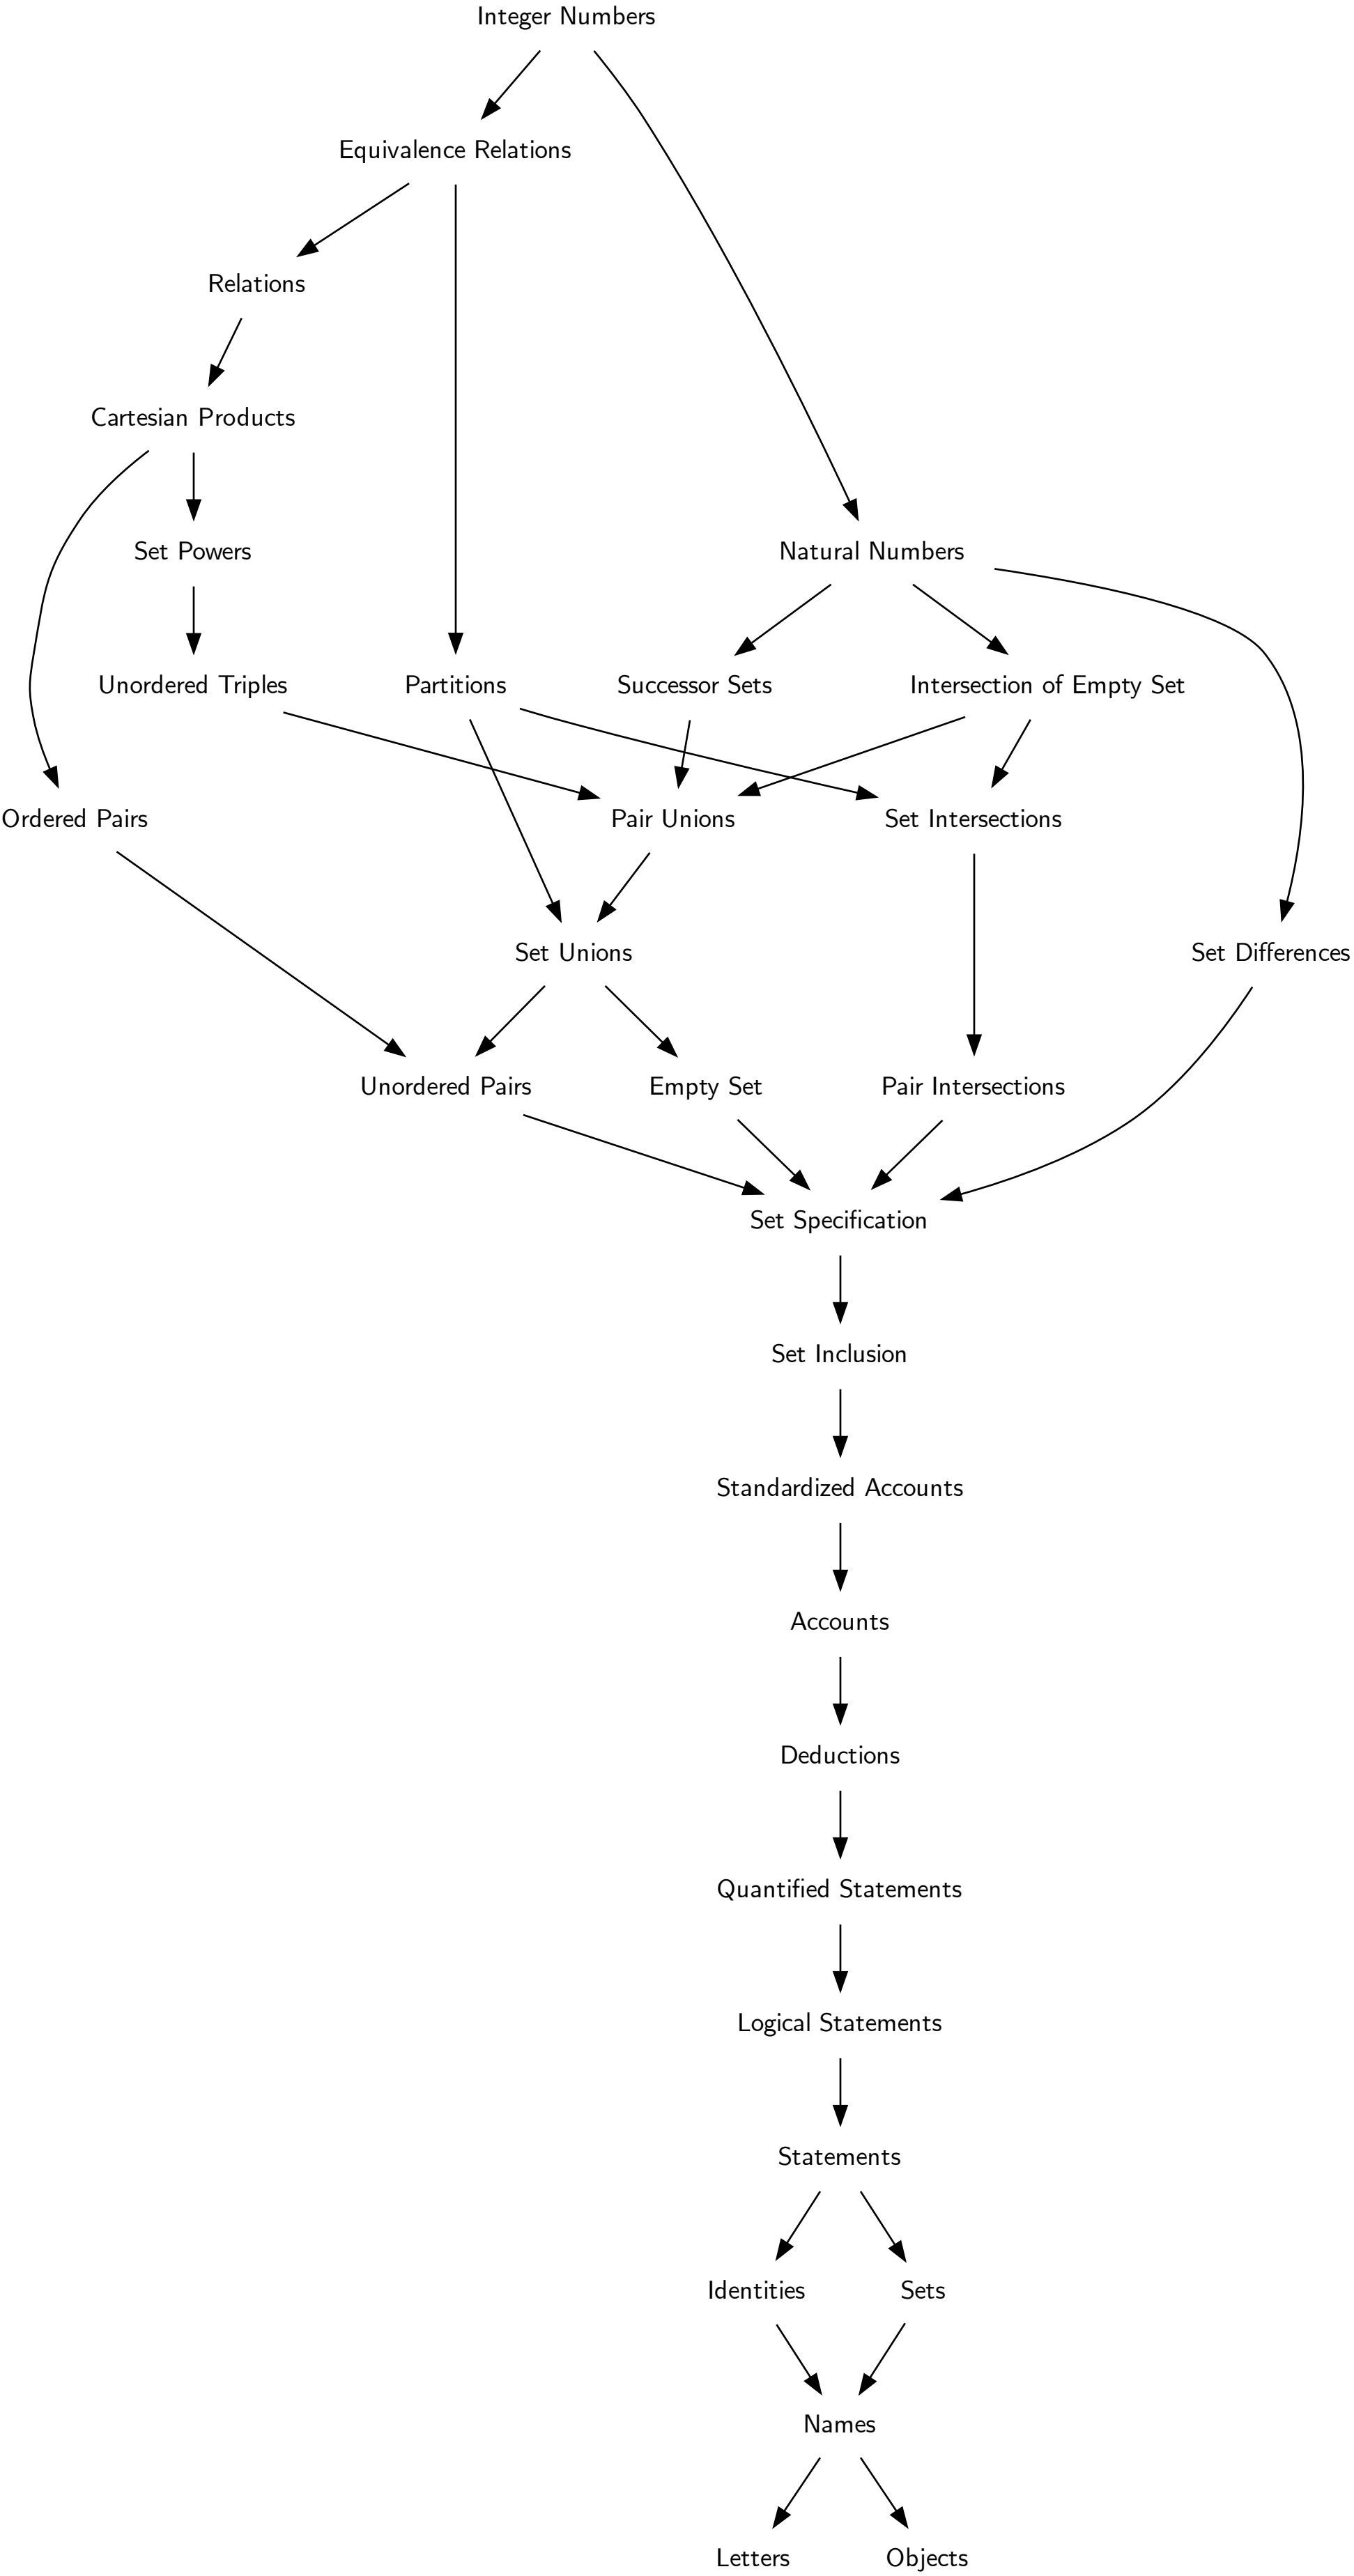 Integer Numbers
Equivalence Relations
Relations
Cartesian Products
Set Powers
Natural Numbers
Unordered Triples
Partitions
Successor Sets
Intersection of Empty Set
Ordered Pairs
Pair Unions
Set Intersections
Set Unions
Set Differences
Unordered Pairs
Empty Set
Pair Intersections
Set Specification
Set Inclusion
Standardized Accounts
Accounts
Deductions
Quantified Statements
Logical Statements
Statements
Identities
Sets
Names
Letters
Objects